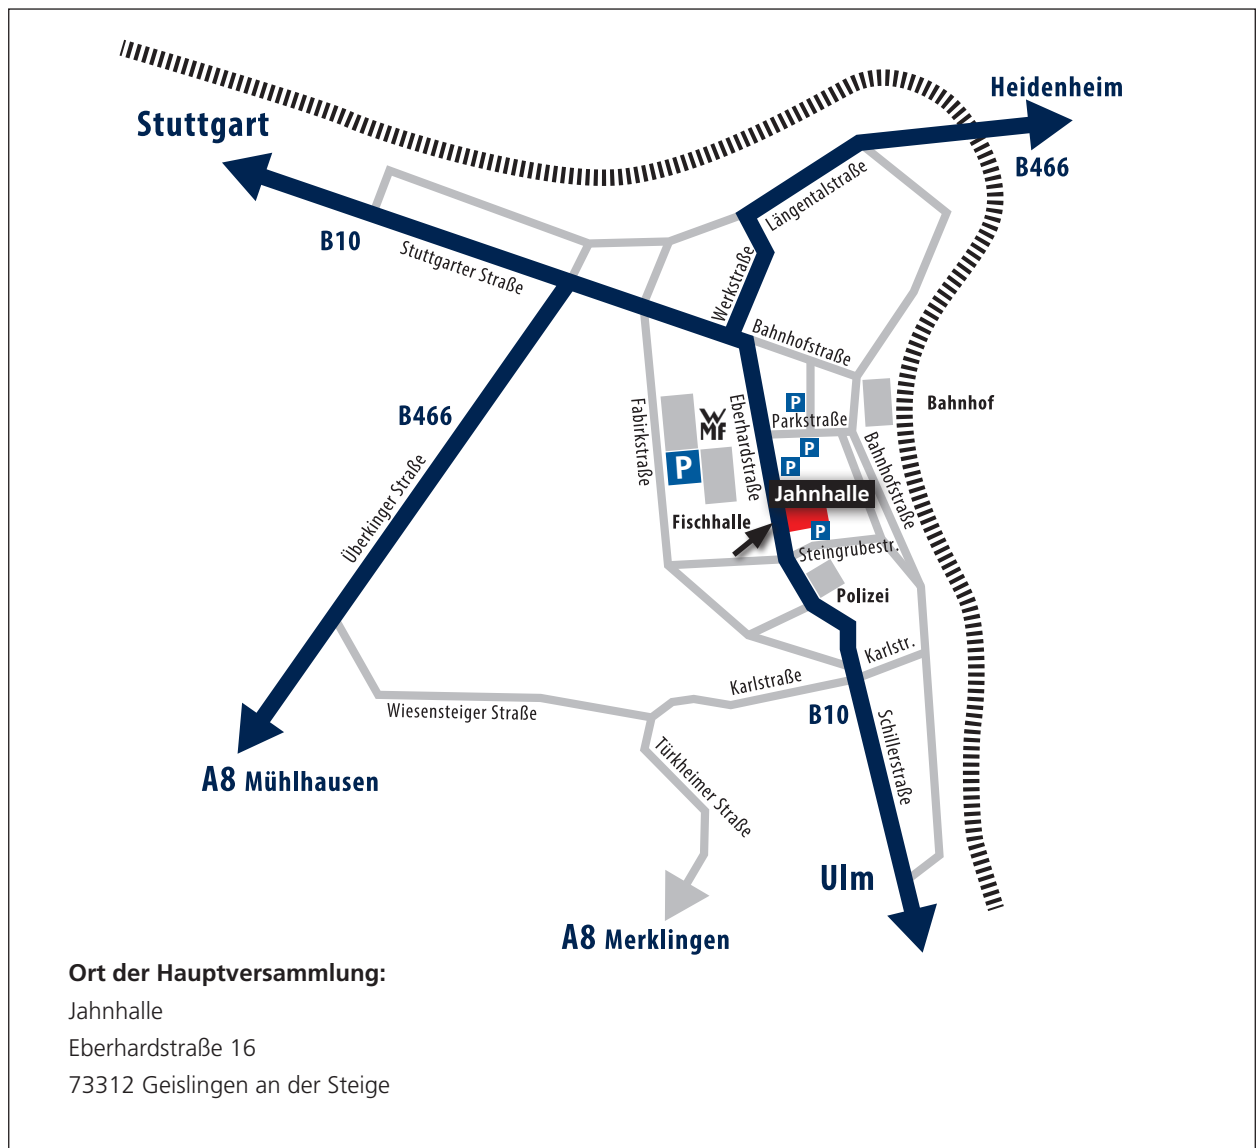 Heidenheim
Stuttgart
B466
Längentalstraße
B10
Stuttgarter Straße
Werkstraße
Bahnhofstraße
B466
Fabirkstraße
WMf
Eberhardstraße
P
Parkstraße
Bahnhof
P
P
P
Bahnhofstraße
Jahnhalle
Fischhalle
P
Steingrubestr.
Überkinger Straße
Polizei
Karlstr.
Karlstraße
Wiesensteiger Straße
B10
Schillerstraße
Türkheimer Straße
A8 Mühlhausen
Ulm
A8 Merklingen
Ort der Hauptversammlung:
Jahnhalle
Eberhardstraße 16
73312 Geislingen an der Steige